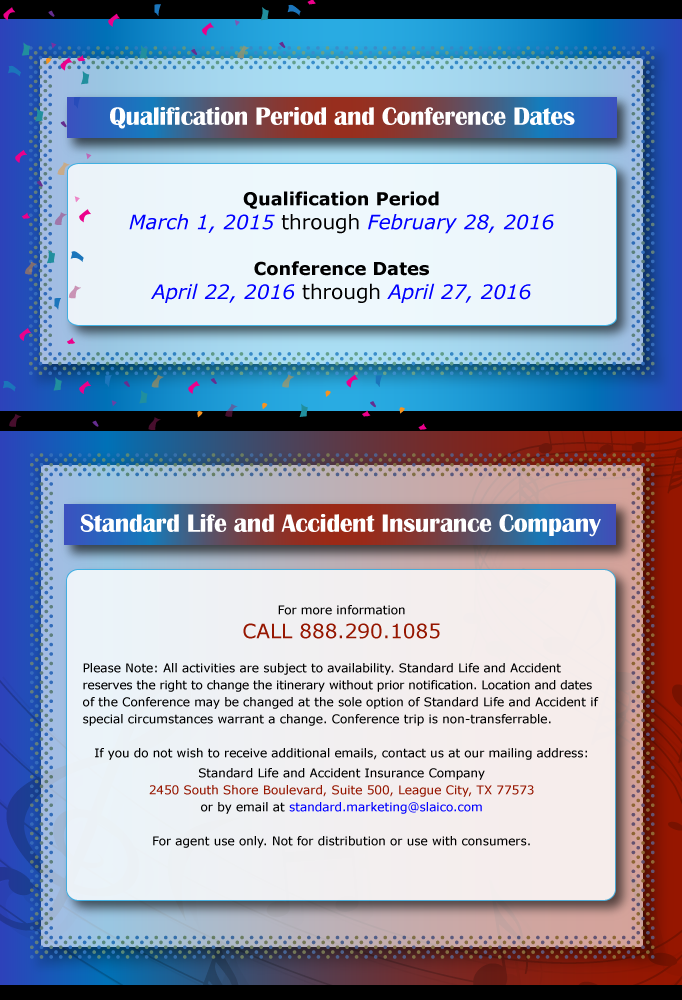 Qualification Period and Conference Dates
Qualification Period
March 1, 2015 through February 28, 2016
Conference Dates
April 22, 2016 through April 27, 2016
Standard Life and Accident Insurance Company
For more information
CALL 888.290.1085
Please Note: All activities are subject to availability. Standard Life and Accident
reserves the right to change the itinerary without prior notification. Location and dates
of the Conference may be changed at the sole option of Standard Life and Accident if
special circumstances warrant a change. Conference trip is non-transferrable.
If you do not wish to receive additional emails, contact us at our mailing address:
Standard Life and Accident Insurance Company
2450 South Shore Boulevard, Suite 500, League City, TX 77573
or by email at standard.marketing@slaico.com
For agent use only. Not for distribution or use with consumers.